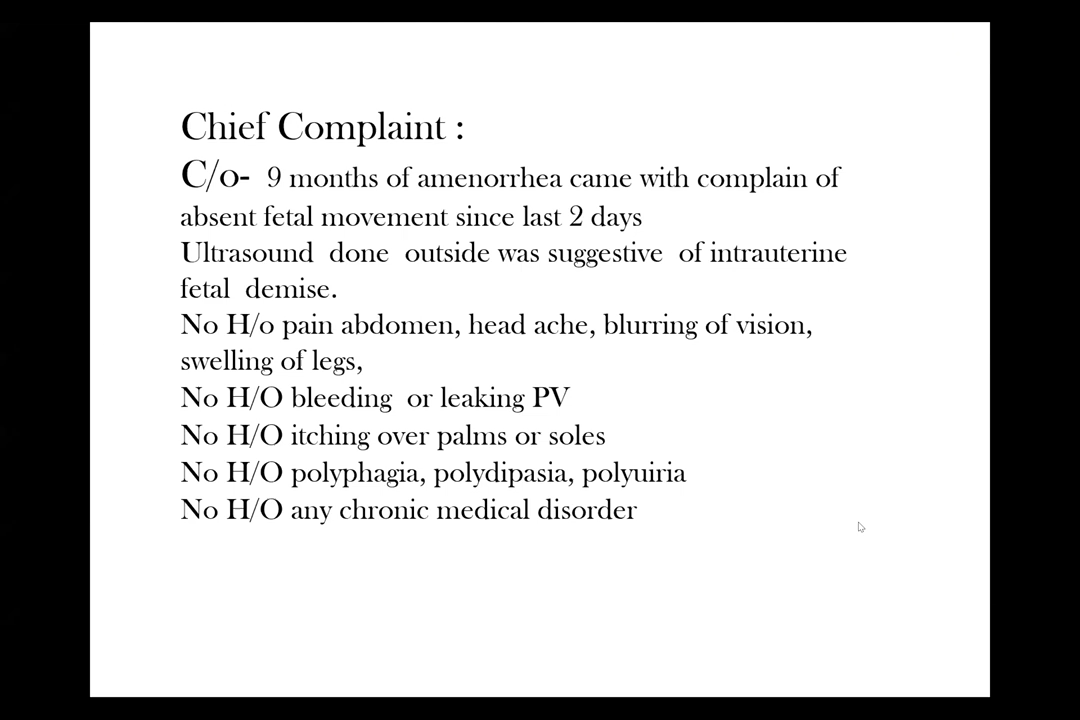 Chief Complaint :
C/o- 9 months of amenorrhea came with complain of
absent fetal movement since last 2 days
Ultrasound done outside was suggestive of intrauterine
fetal demise.
No H/o pain abdomen, head ache, blurring of vision,
swelling of legs,
No H/O bleeding or leaking PV
No H/O itching over palms or soles
No H/O polyphagia, polydipasia, polyuiria
No H/O any chronic medical disorder